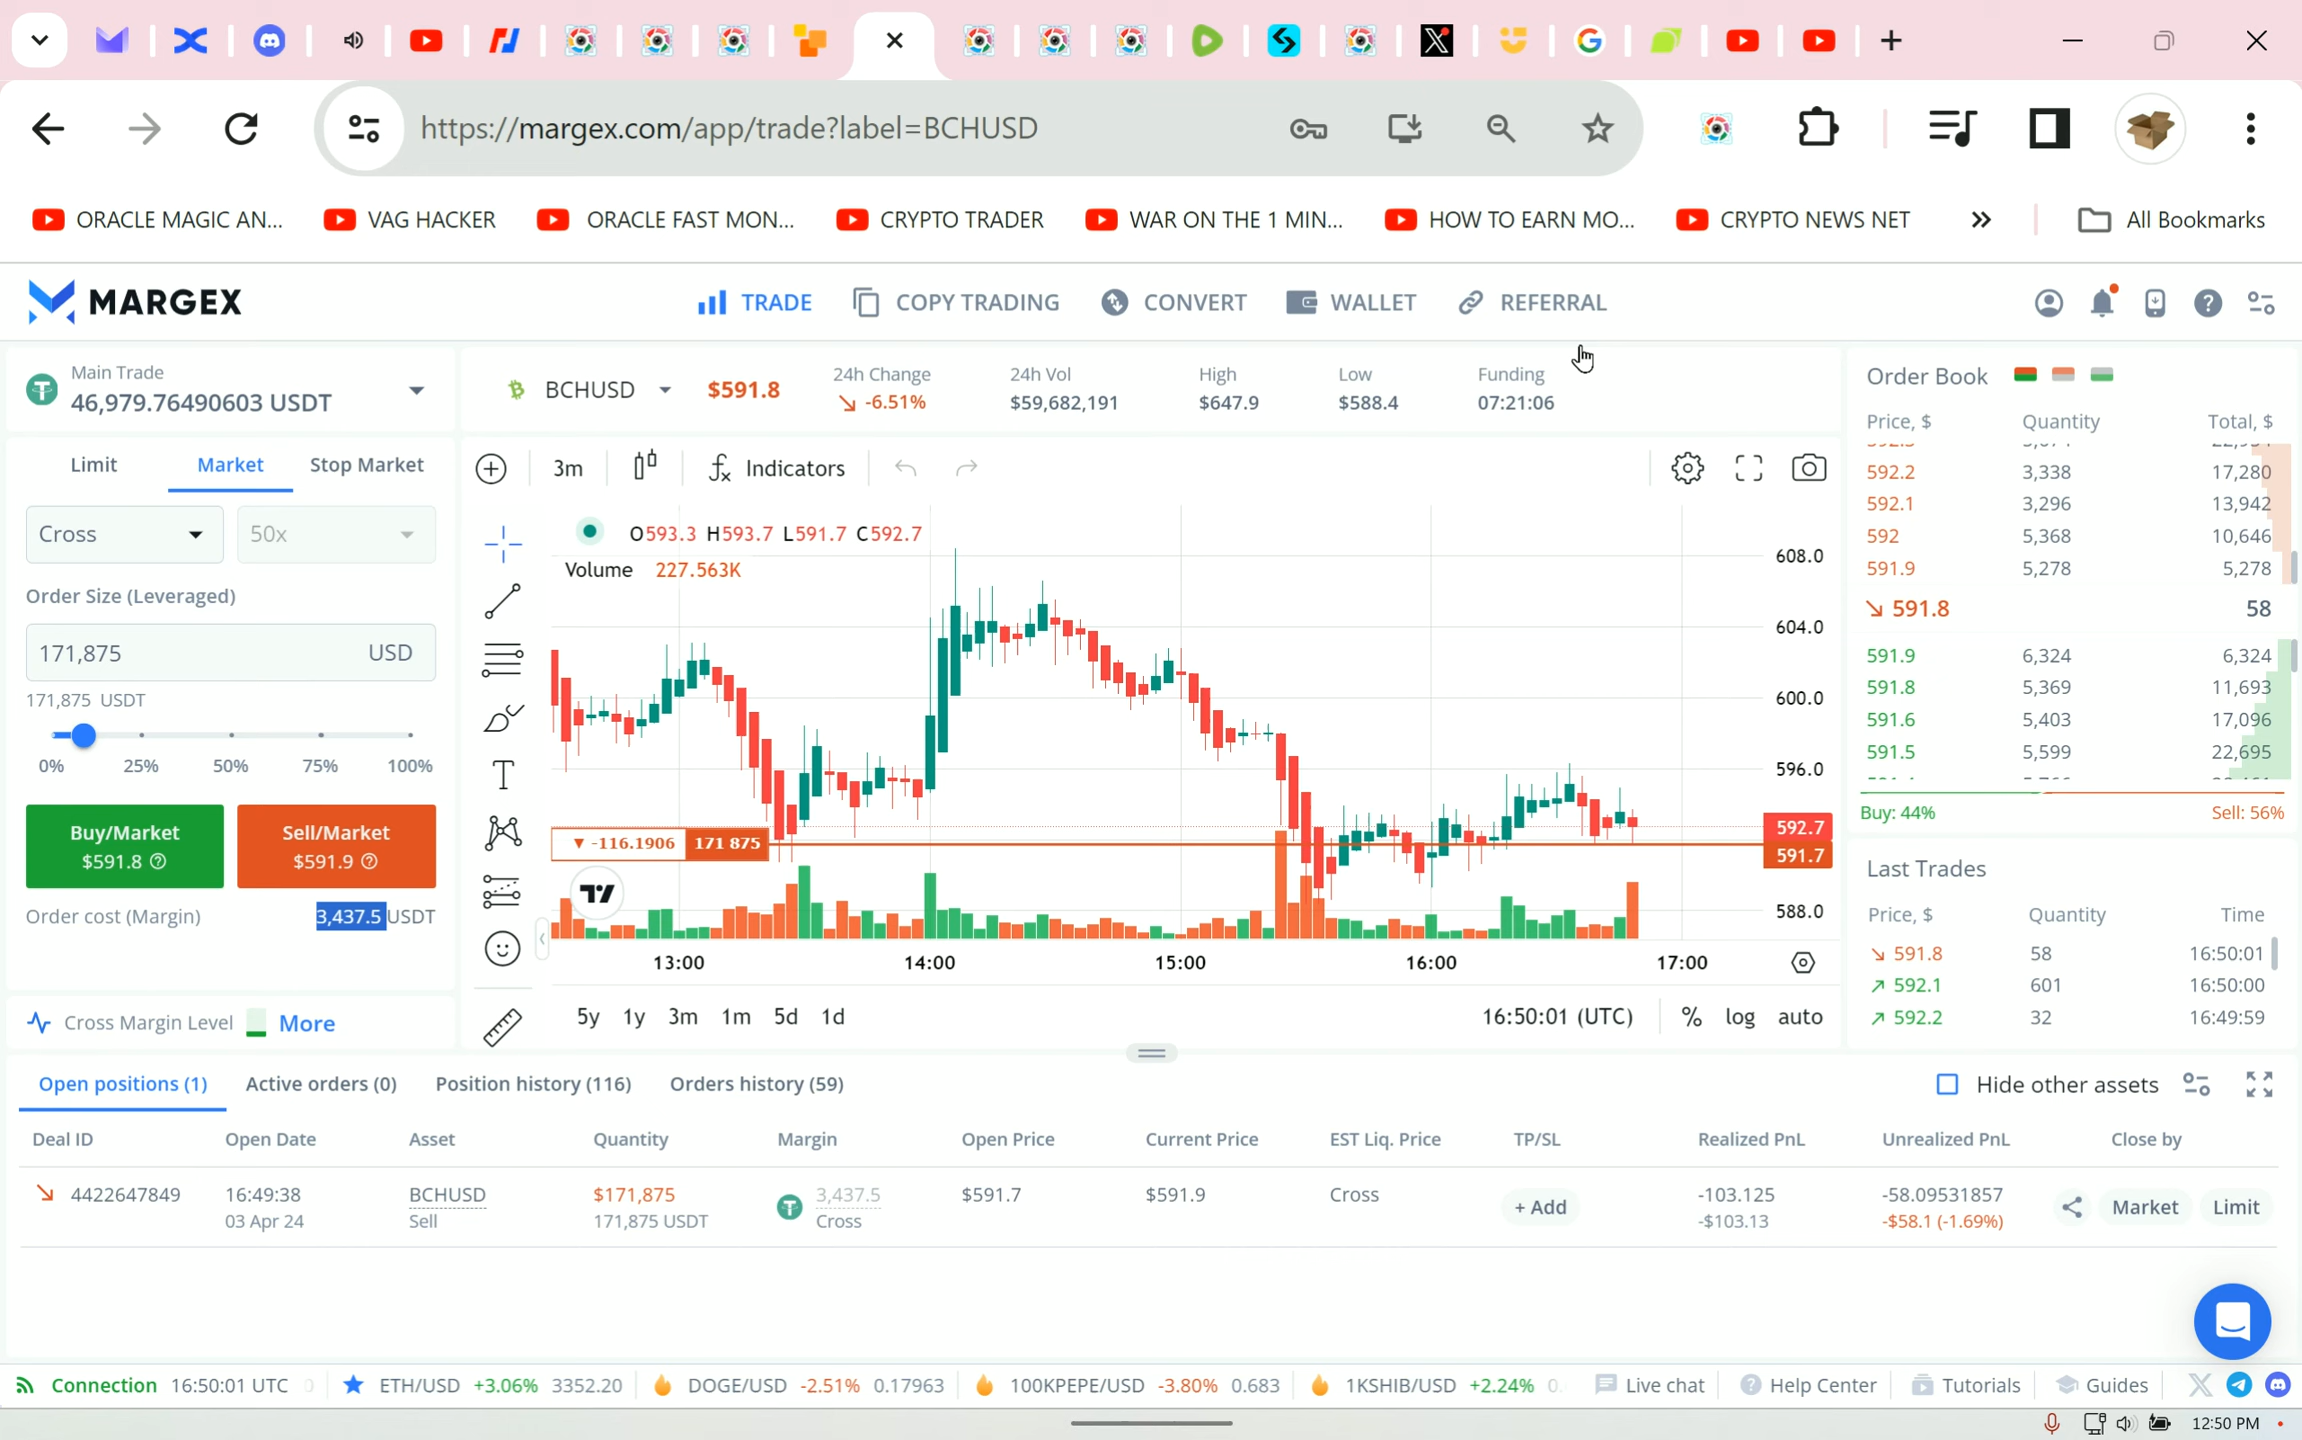 https://margex.com/app/trade?label=BCHUSD
ORACLE MAGIC AN...
VAG HACKER
ORACLE FAST MON...
CRYPTO TRADER
WAR ON THE 1 MIN...
HOW TO EARN MO...
CRYPTO NEWS NET
All Bookmarks
MARGEX
TRADE
COPY TRADING
CONVERT
WALLET
REFERRAL
Main Trade
46,979.76490603 USDT
BCHUSD
$591.8
24h Change
-6.51%
24h Vol
$59,682,191
High
$647.9
Low
$588.4
Funding
07:21:06
Limit Market Stop Market
Cross 50x
Order Size (Leveraged)
171,875 USD
171,875 USDT
0% 25% 50% 75% 100%
Buy/Market
$591.8
Sell/Market
$591.9
Order cost (Margin) 3,437.5 USDT
Cross Margin Level More
3m Indicators
O593.3 H593.7 L591.7 C592.7
Volume 227.563K
608.0
604.0
600.0
596.0
592.7
591.7
588.0
-116.1906 171 875
13:00 14:00 15:00 16:00 17:00
5y 1y 3m 1m 5d 1d
16:50:01 (UTC) % log auto
Order Book
Price, $ Quantity Total, $
592.2 3,338 17,280
592.1 3,296 13,942
592 5,368 10,646
591.9 5,278 5,278
591.8 58
591.9 6,324 6,324
591.8 5,369 11,693
591.6 5,403 17,096
591.5 5,599 22,695
Buy: 44% Sell: 56%
Last Trades
Price, $ Quantity Time
591.8 58 16:50:01
592.1 601 16:50:00
592.2 32 16:49:59
Open positions (1) Active orders (0) Position history (116) Orders history (59)
Hide other assets
Deal ID Open Date Asset Quantity Margin Open Price Current Price EST Liq. Price TP/SL Realized PnL Unrealized PnL Close by
4422647849 16:49:38 BCHUSD $171,875 3,437.5 $591.7 $591.9 Cross + Add -103.125 -58.09531857 Market Limit
03 Apr 24 Sell 171,875 USDT Cross -$103.13 -$58.1 (-1.69%)
Connection 16:50:01 UTC
ETH/USD +3.06% 3352.20
DOGE/USD -2.51% 0.17963
100KPEPE/USD -3.80% 0.683
1KSHIB/USD +2.24%
Live chat
Help Center
Tutorials
Guides
12:50 PM